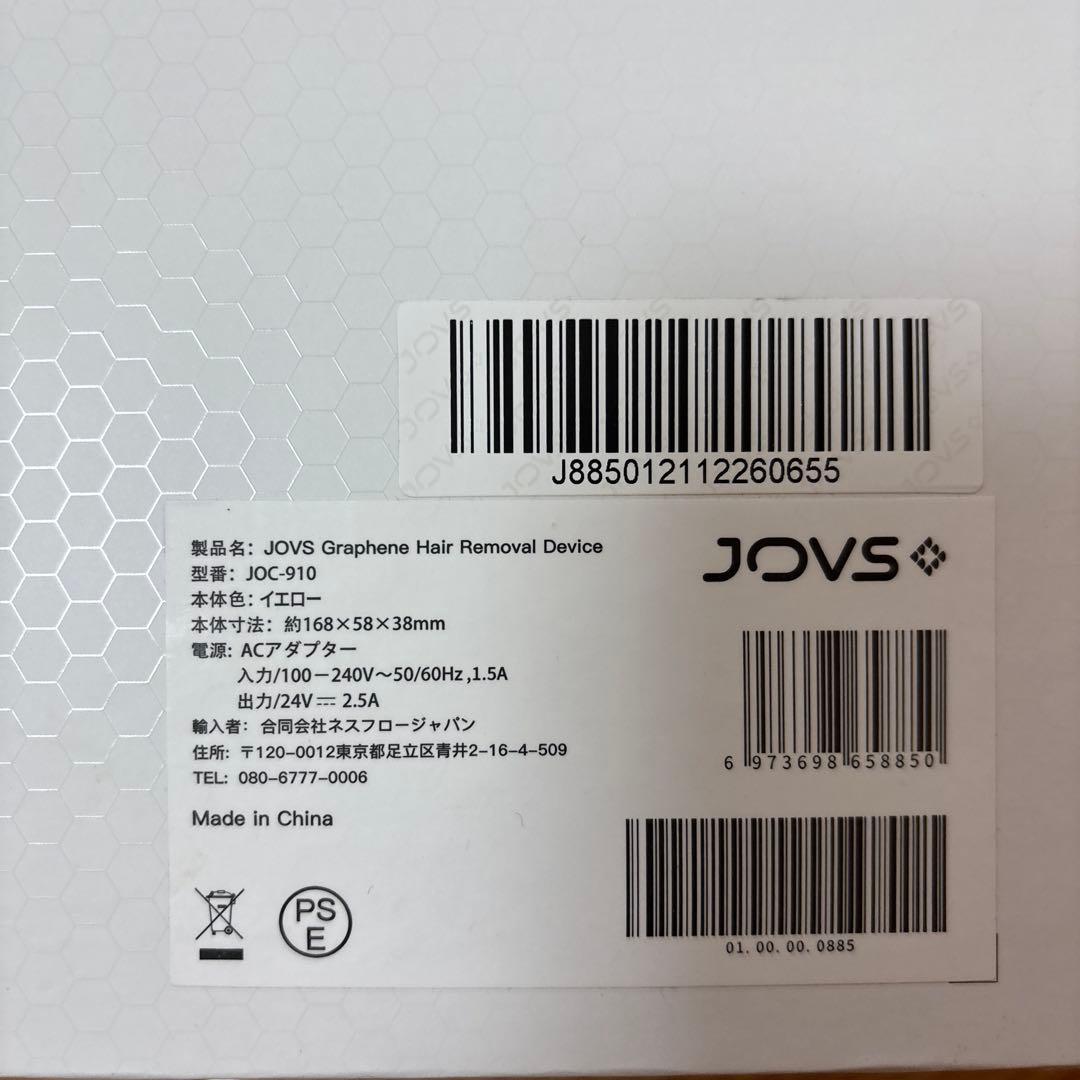 J885012112260655
製品名: JOVS Graphene Hair Removal Device
型番: JOC-910
本体色: イエロー
本体寸法: 約168×58×38mm
電源: ACアダプター
入力/100－240V～50/60Hz ,1.5A
出力/24V⎓ 2.5A
輸入者: 合同会社ネスフロージャパン
住所: 〒120-0012東京都足立区青井2-16-4-509
TEL: 080-6777-0006
Made in China
PS
E
JOVS
6 973698 658850
01. 00. 00. 0885